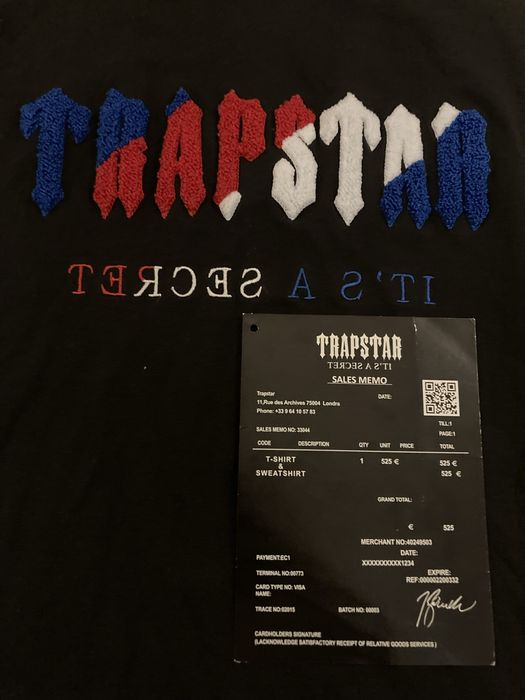 TRAPSTAR
IT'S A SECRET
TRAPSTAR
IT'S A SECRET
SALES MEMO
Trapstar
11,Rue des Archives 75004 Londra
Phone: +33 9 64 10 57 83
DATE:
TILL:1
PAGE:1
SALES MEMO NO: 33044
CODE DESCRIPTION QTY UNIT PRICE TOTAL
T-SHIRT 1 525 € 525 €
&
SWEATSHIRT 525 €
GRAND TOTAL:
€ 525
MERCHANT NO:40249503
PAYMENT:EC1 DATE:
XXXXXXXXXX1234
TERMINAL NO:00773 EXPIRE:
CARD TYPE NO: VISA REF:000002200332
NAME:
TRACE NO:02015 BATCH NO: 00003
CARDHOLDERS SIGNATURE
(LACKNOWLEDGE SATISFACTORY RECEIPT OF RELATIVE GOODS SERVICES )